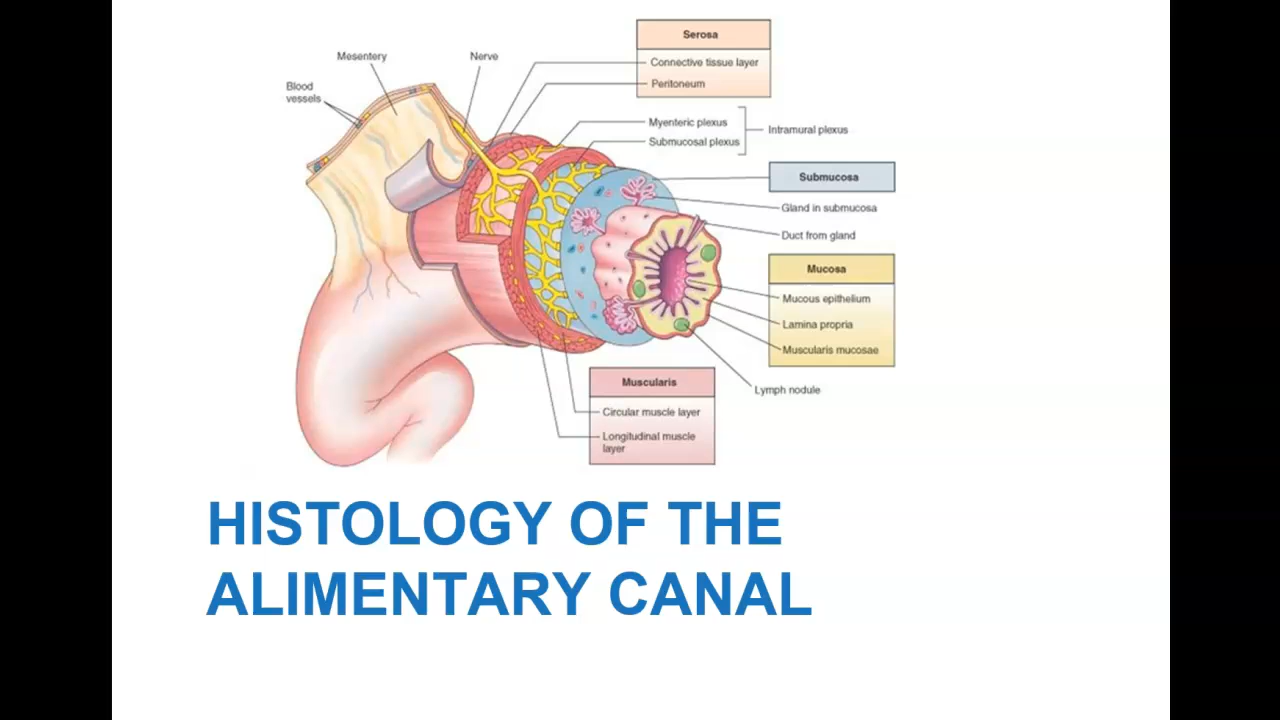 Serosa
Connective tissue layer
Peritoneum
Mesentery
Nerve
Blood
vessels
Myenteric plexus
Submucosal plexus
Intramural plexus
Submucosa
Gland in submucosa
Duct from gland
Mucosa
Mucous epithelium
Lamina propria
Muscularis mucosae
Lymph nodule
Muscularis
Circular muscle layer
Longitudinal muscle
layer
HISTOLOGY OF THE
ALIMENTARY CANAL